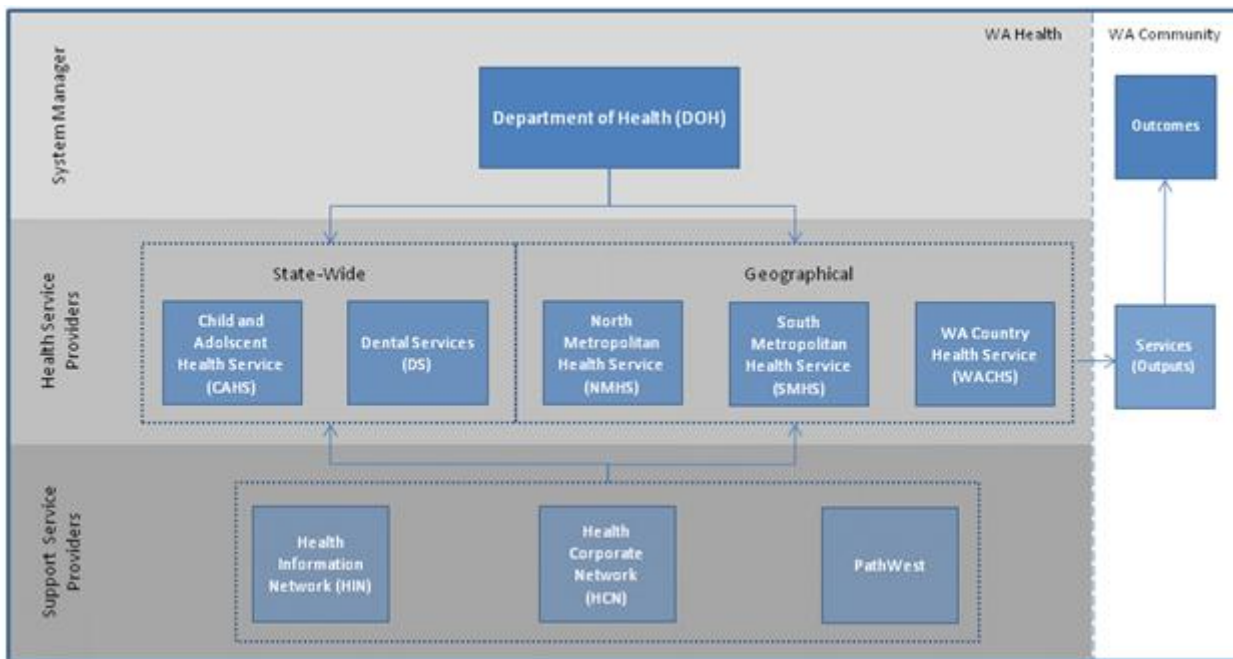 WA Health
WA Community
System Manager
Department of Health (DOH)
Outcomes
Health Service
Providers
State-Wide
Geographical
Child and
Adolscent
Health Service
(CAHS)
Dental Services
(DS)
North
Metropolitan
Health Service
(NMHS)
South
Metropolitan
Health Service
(SMHS)
WA Country
Health Service
(WACHS)
Services
(Outputs)
Support Service
Providers
Health
Information
Network (HIN)
Health
Corporate
Network
(HCN)
PathWest